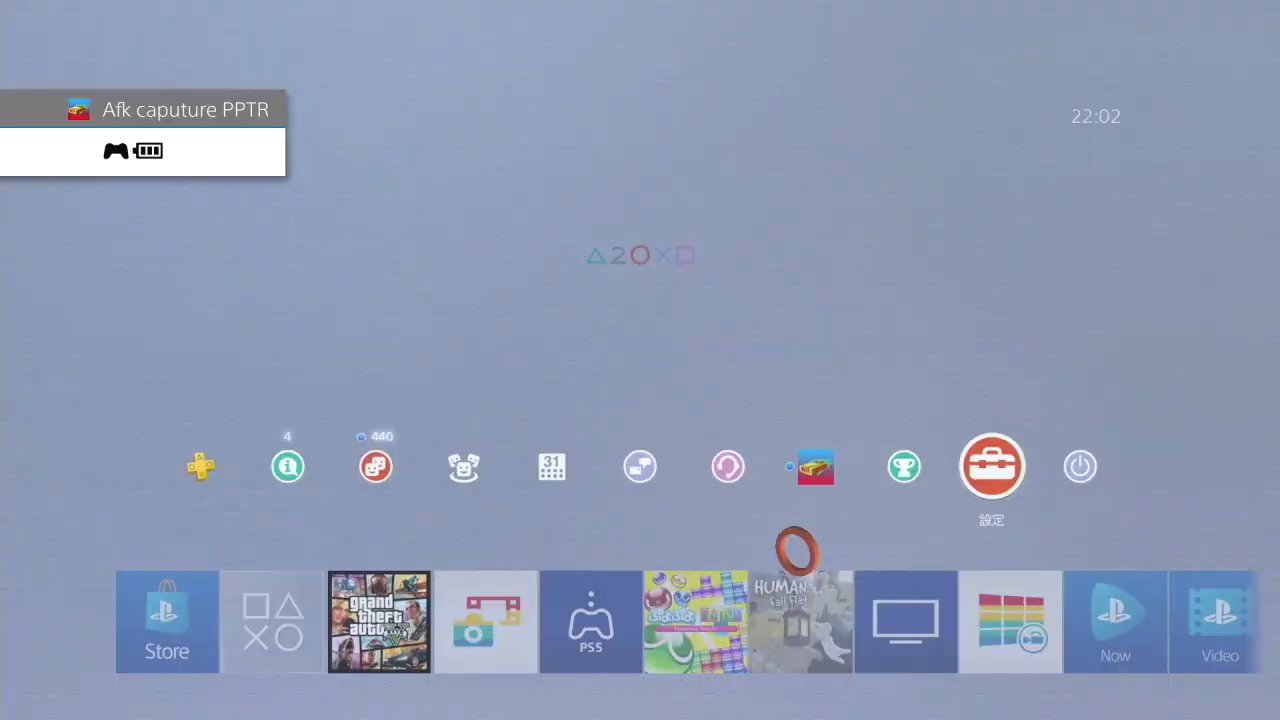 Afk caputure PPTR
22:02
2
4
440
31
設定
Store
grand
theft
auto
V
PS5
HUMAN
fall flat
Now
Video